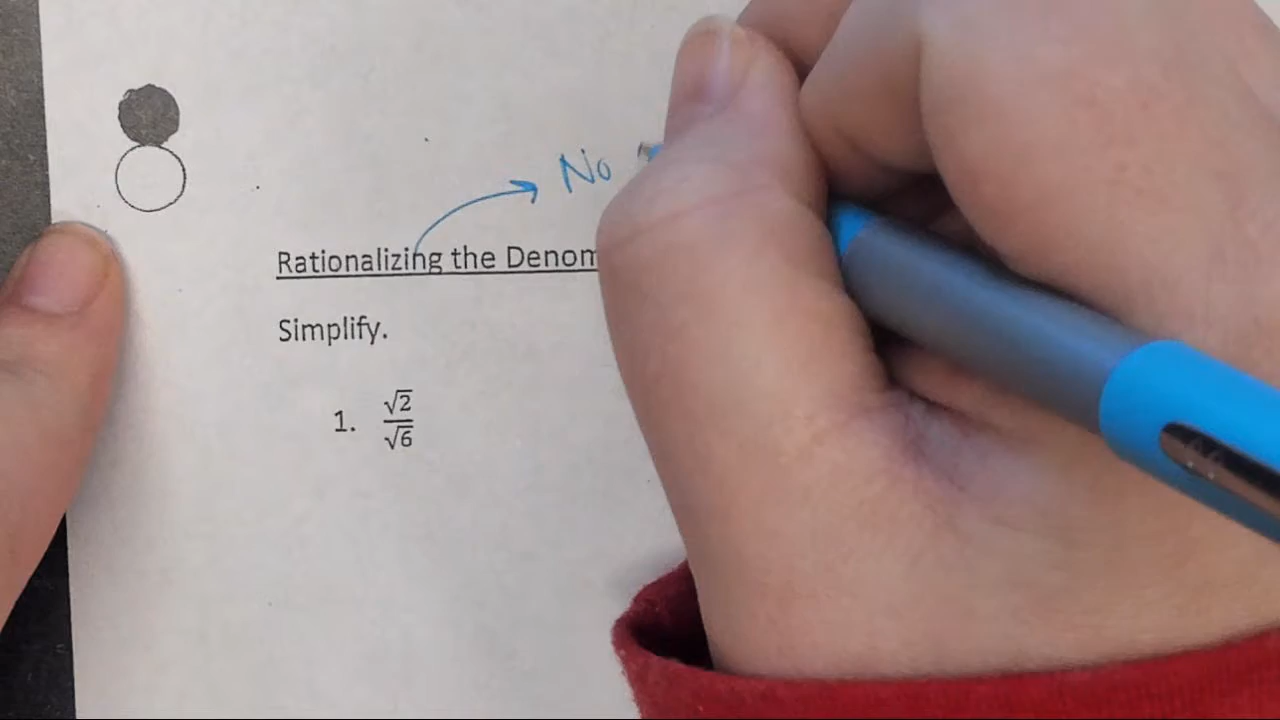 No
Rationalizing the Denom
Simplify.
1. √2/√6